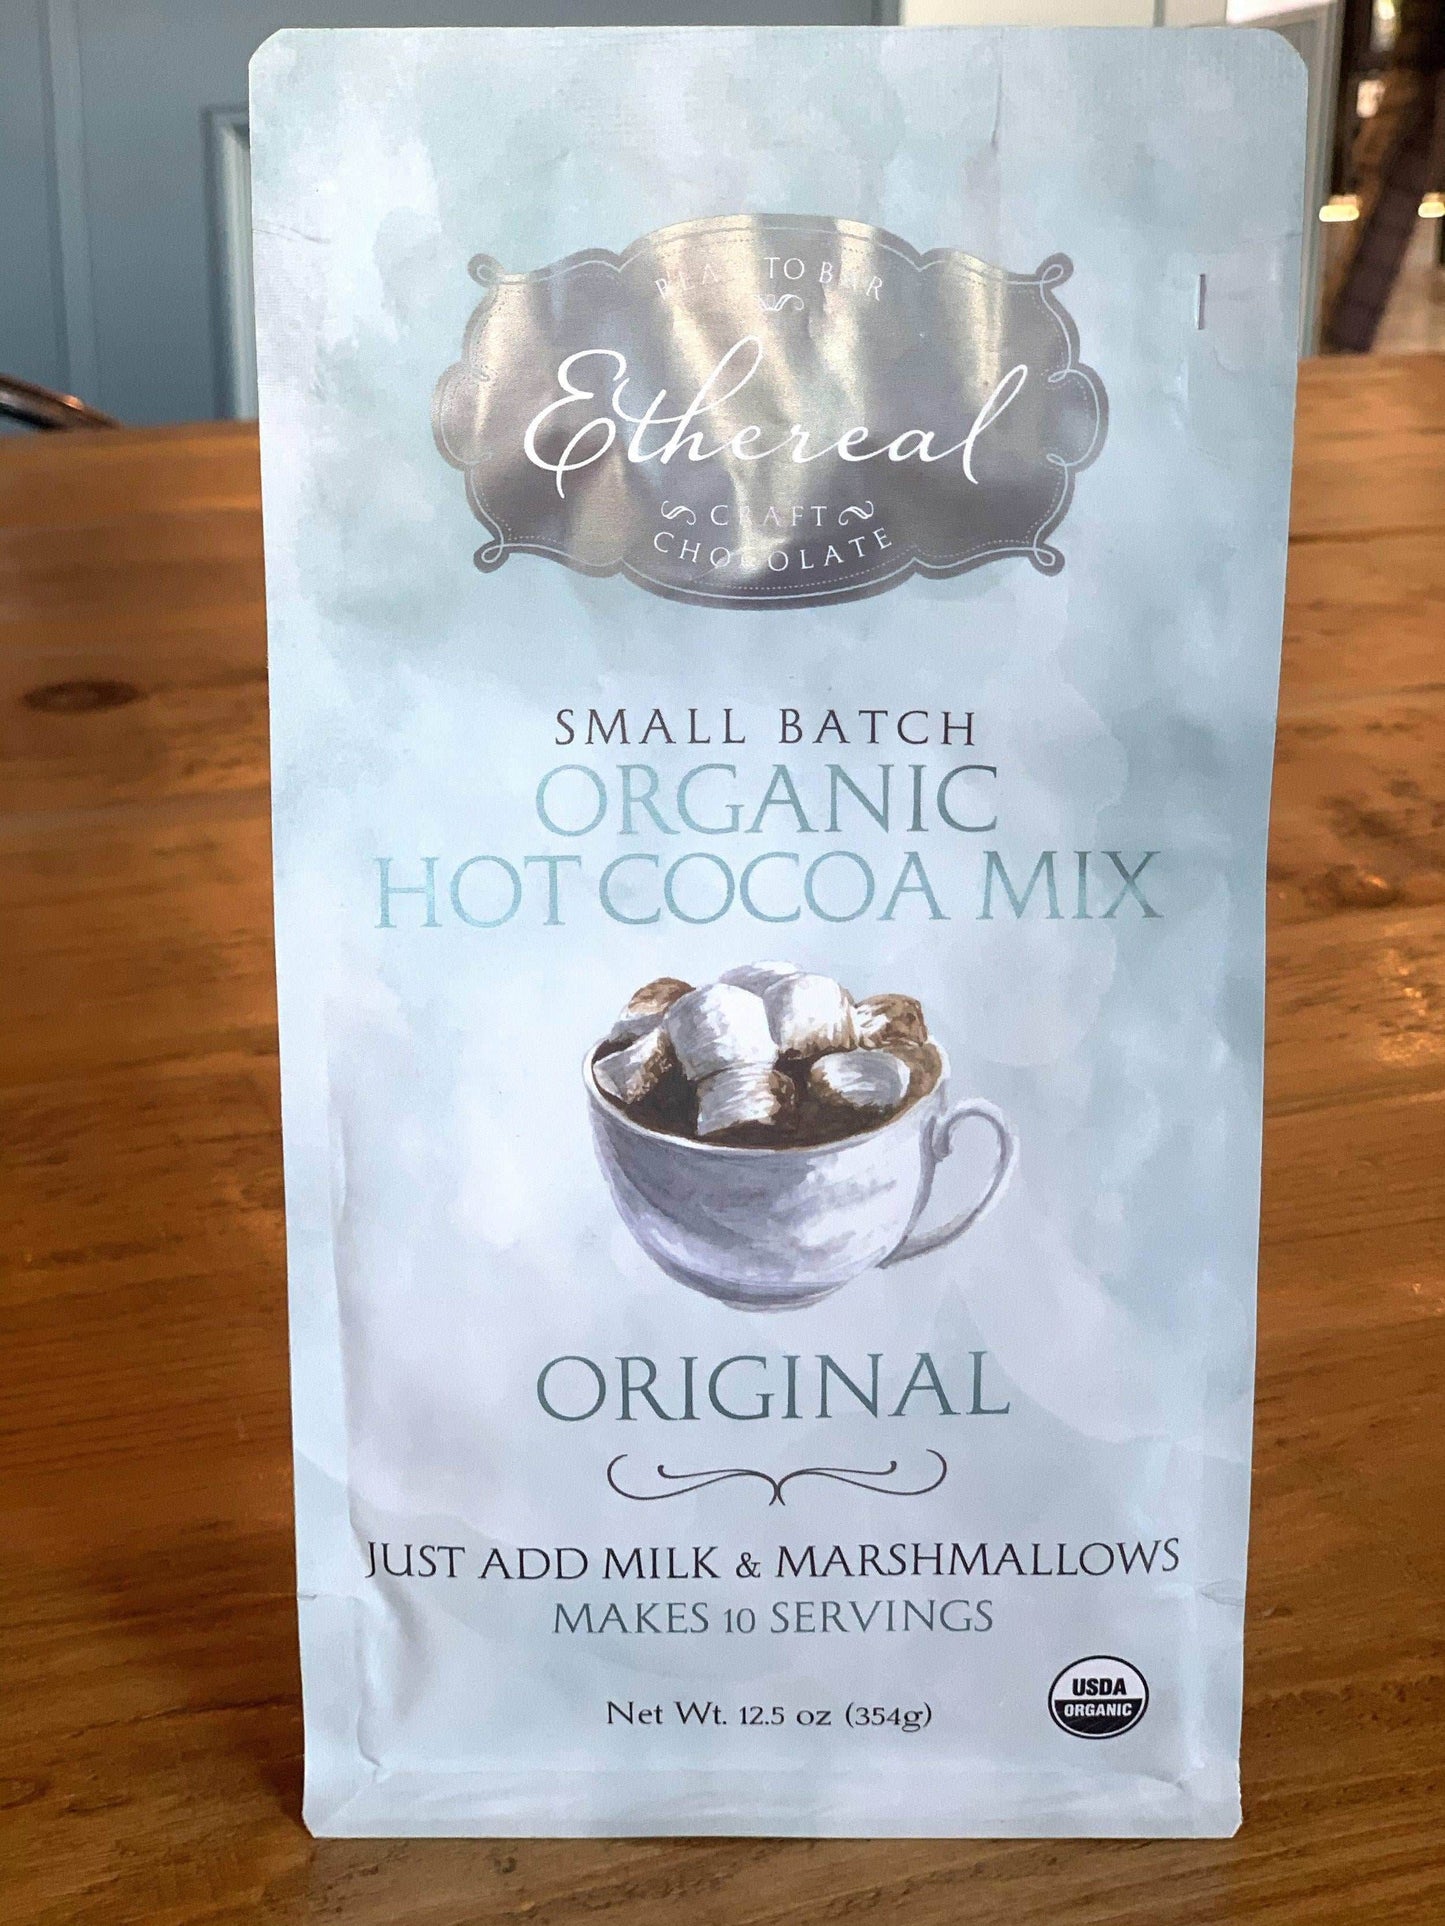 BEAN TO BAR
Ethereal
CRAFT
CHOCOLATE
SMALL BATCH
ORGANIC
HOT COCOA MIX
ORIGINAL
JUST ADD MILK & MARSHMALLOWS
MAKES 10 SERVINGS
Net Wt. 12.5 oz (354g)
USDA
ORGANIC